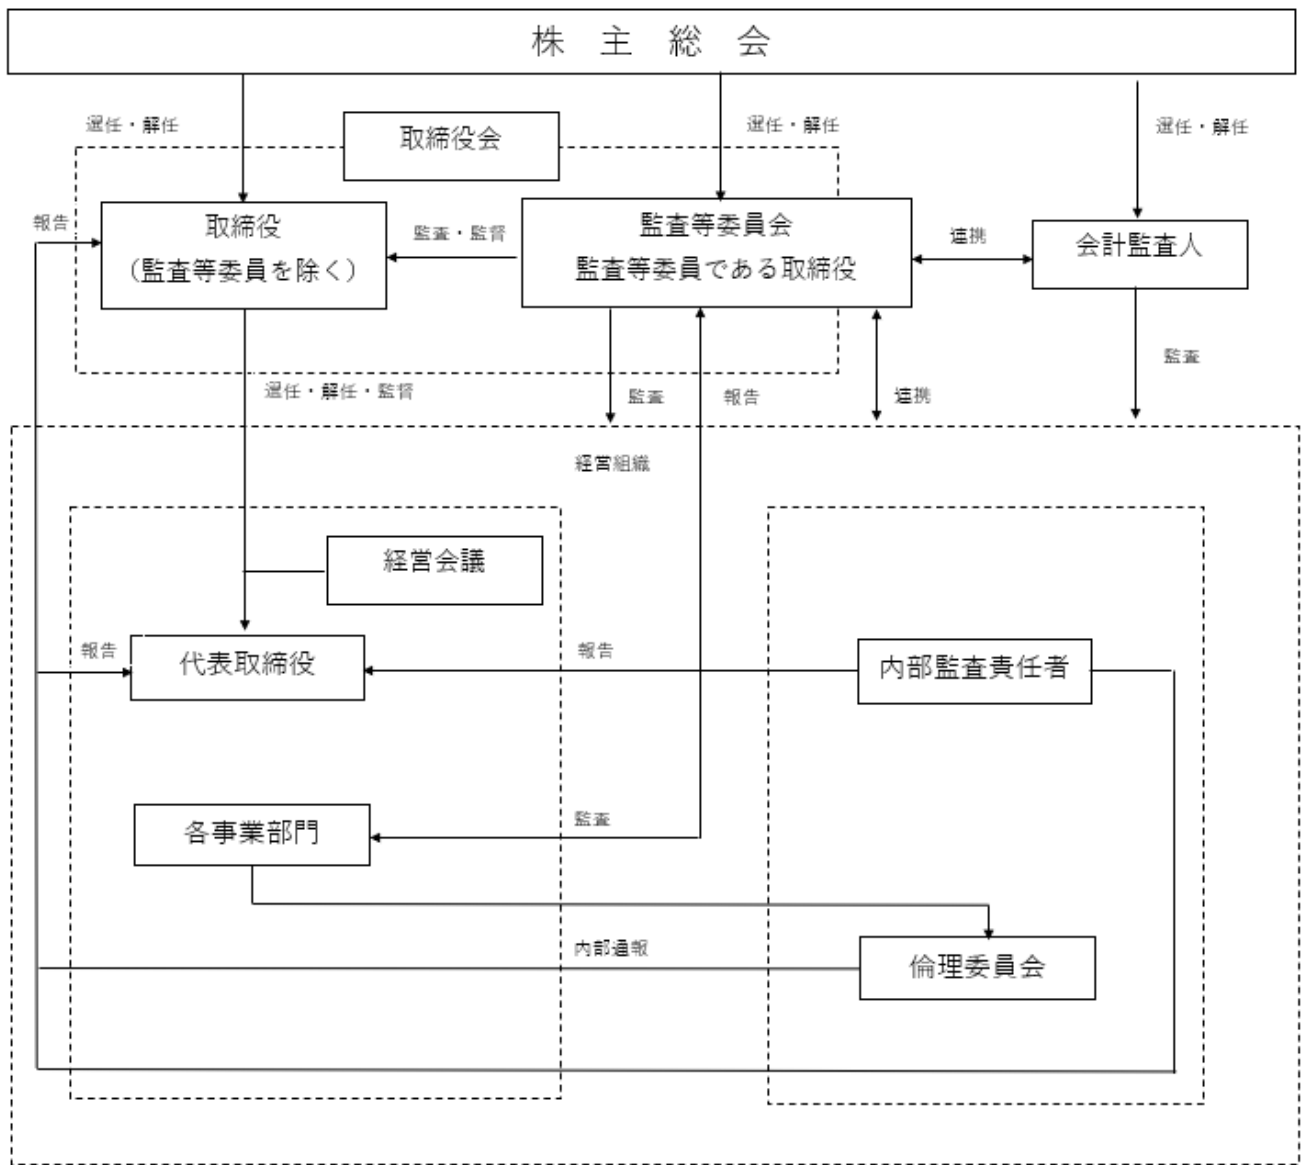 株 主 総 会
選任・解任
選任・解任
選任・解任
取締役会
報告
取締役
（監査等委員を除く）
監査・監督
監査等委員会
監査等委員である取締役
連携
会計監査人
監査
選任・解任・監督
監査
報告
連携
経営組織
経営会議
報告
代表取締役
報告
内部監査責任者
各事業部門
監査
内部通報
倫理委員会